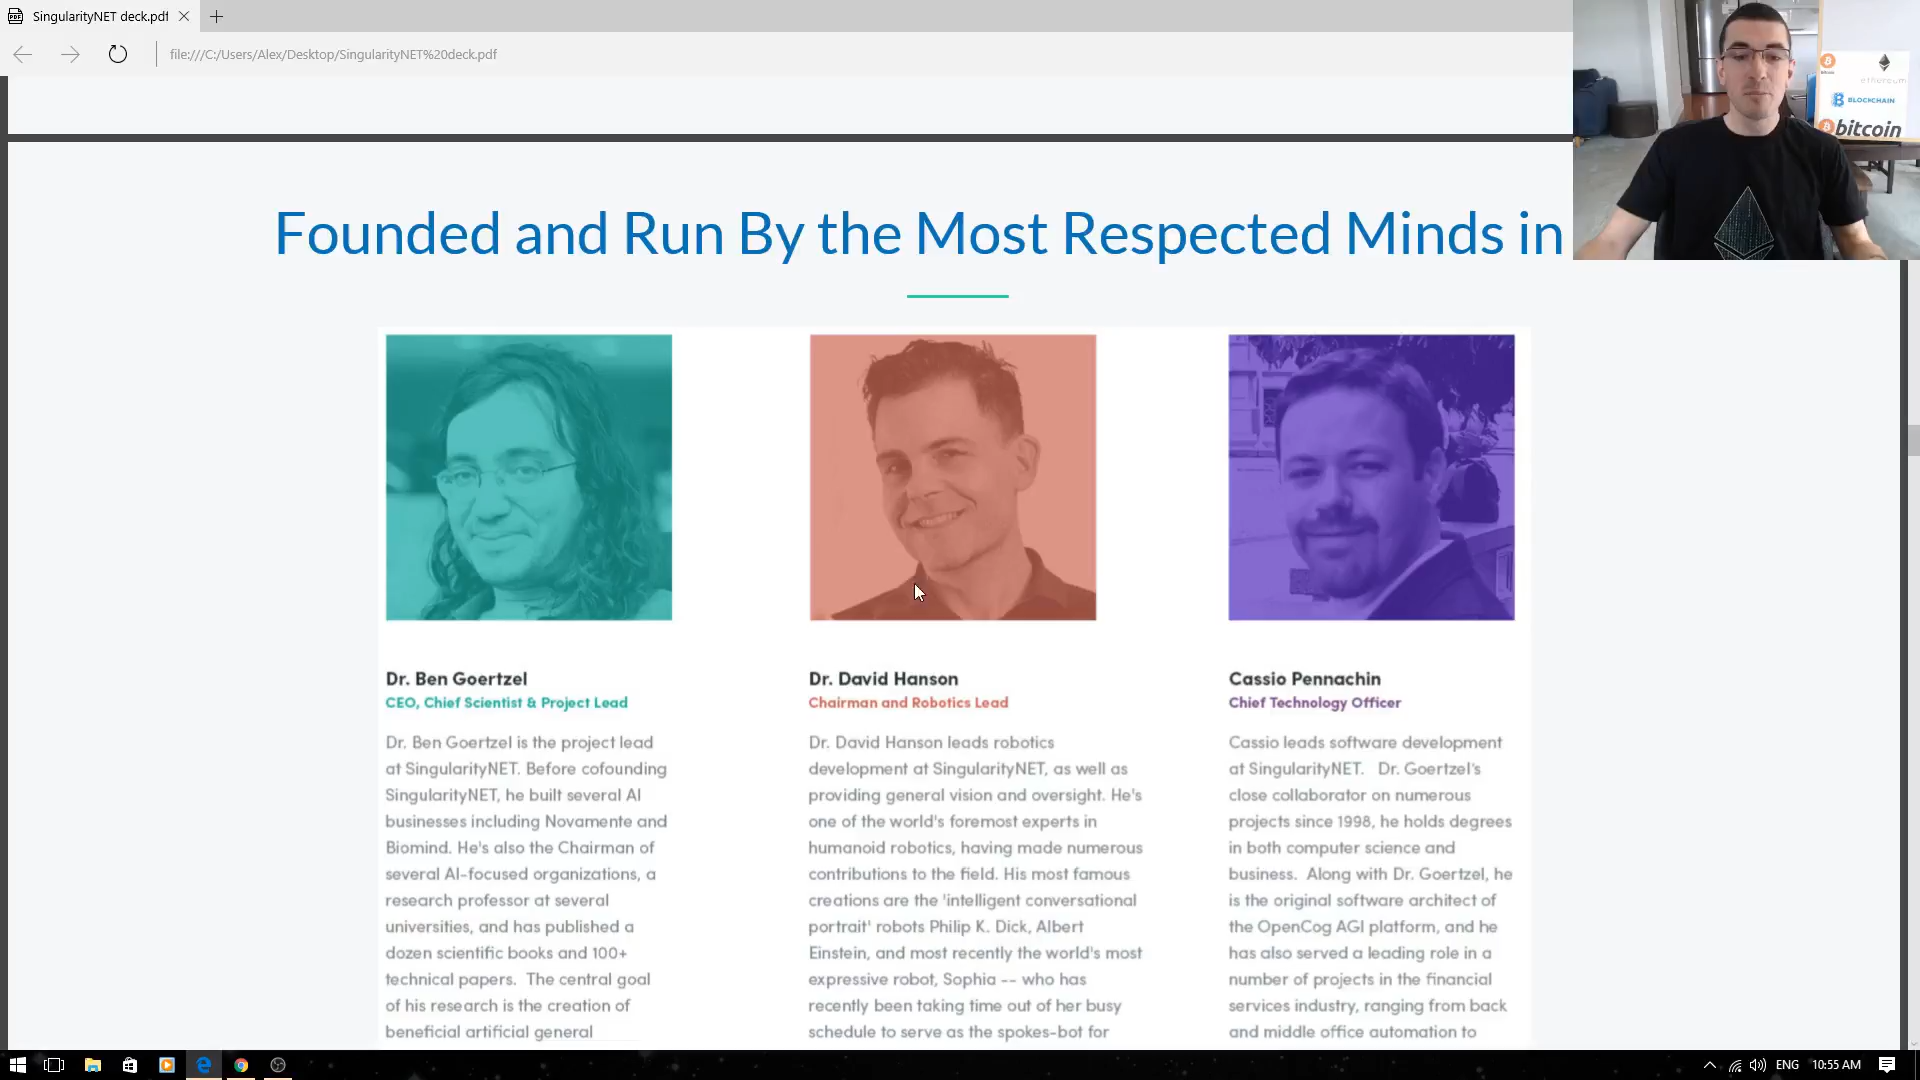 SingularityNET deck.pdf
file:///C:/Users/Alex/Desktop/SingularityNET%20deck.pdf
ethereum
BLOCKCHAIN
bitcoin
Founded and Run By the Most Respected Minds in
Dr. Ben Goertzel
CEO, Chief Scientist & Project Lead
Dr. Ben Goertzel is the project lead
at SingularityNET. Before cofounding
SingularityNET, he built several AI
businesses including Novamente and
Biomind. He's also the Chairman of
several AI-focused organizations, a
research professor at several
universities, and has published a
dozen scientific books and 100+
technical papers. The central goal
of his research is the creation of
beneficial artificial general
Dr. David Hanson
Chairman and Robotics Lead
Dr. David Hanson leads robotics
development at SingularityNET, as well as
providing general vision and oversight. He's
one of the world's foremost experts in
humanoid robotics, having made numerous
contributions to the field. His most famous
creations are the 'intelligent conversational
portrait' robots Philip K. Dick, Albert
Einstein, and most recently the world's most
expressive robot, Sophia -- who has
recently been taking time out of her busy
schedule to serve as the spokes-bot for
Cassio Pennachin
Chief Technology Officer
Cassio leads software development
at SingularityNET. Dr. Goertzel's
close collaborator on numerous
projects since 1998, he holds degrees
in both computer science and
business. Along with Dr. Goertzel, he
is the original software architect of
the OpenCog AGI platform, and he
has also served a leading role in a
number of projects in the financial
services industry, ranging from back
and middle office automation to
ENG
10:55 AM